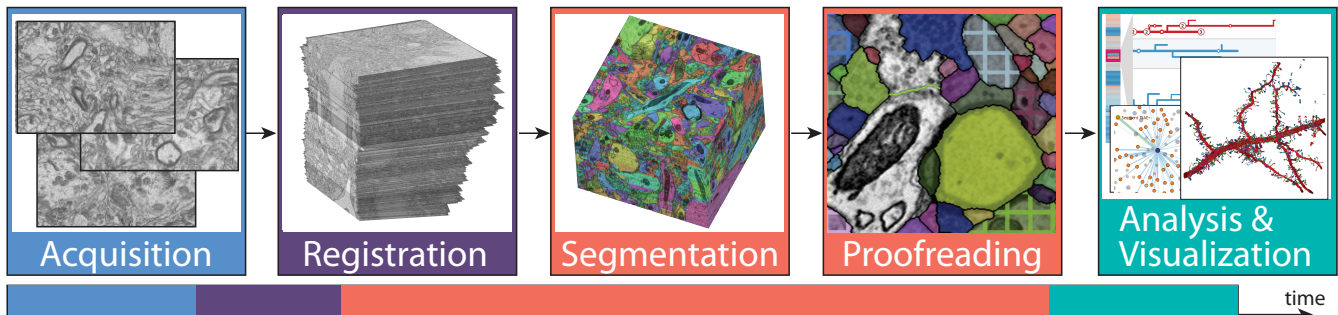 Acquisition
Registration
Segmentation
Proofreading
Analysis &
Visualization
time